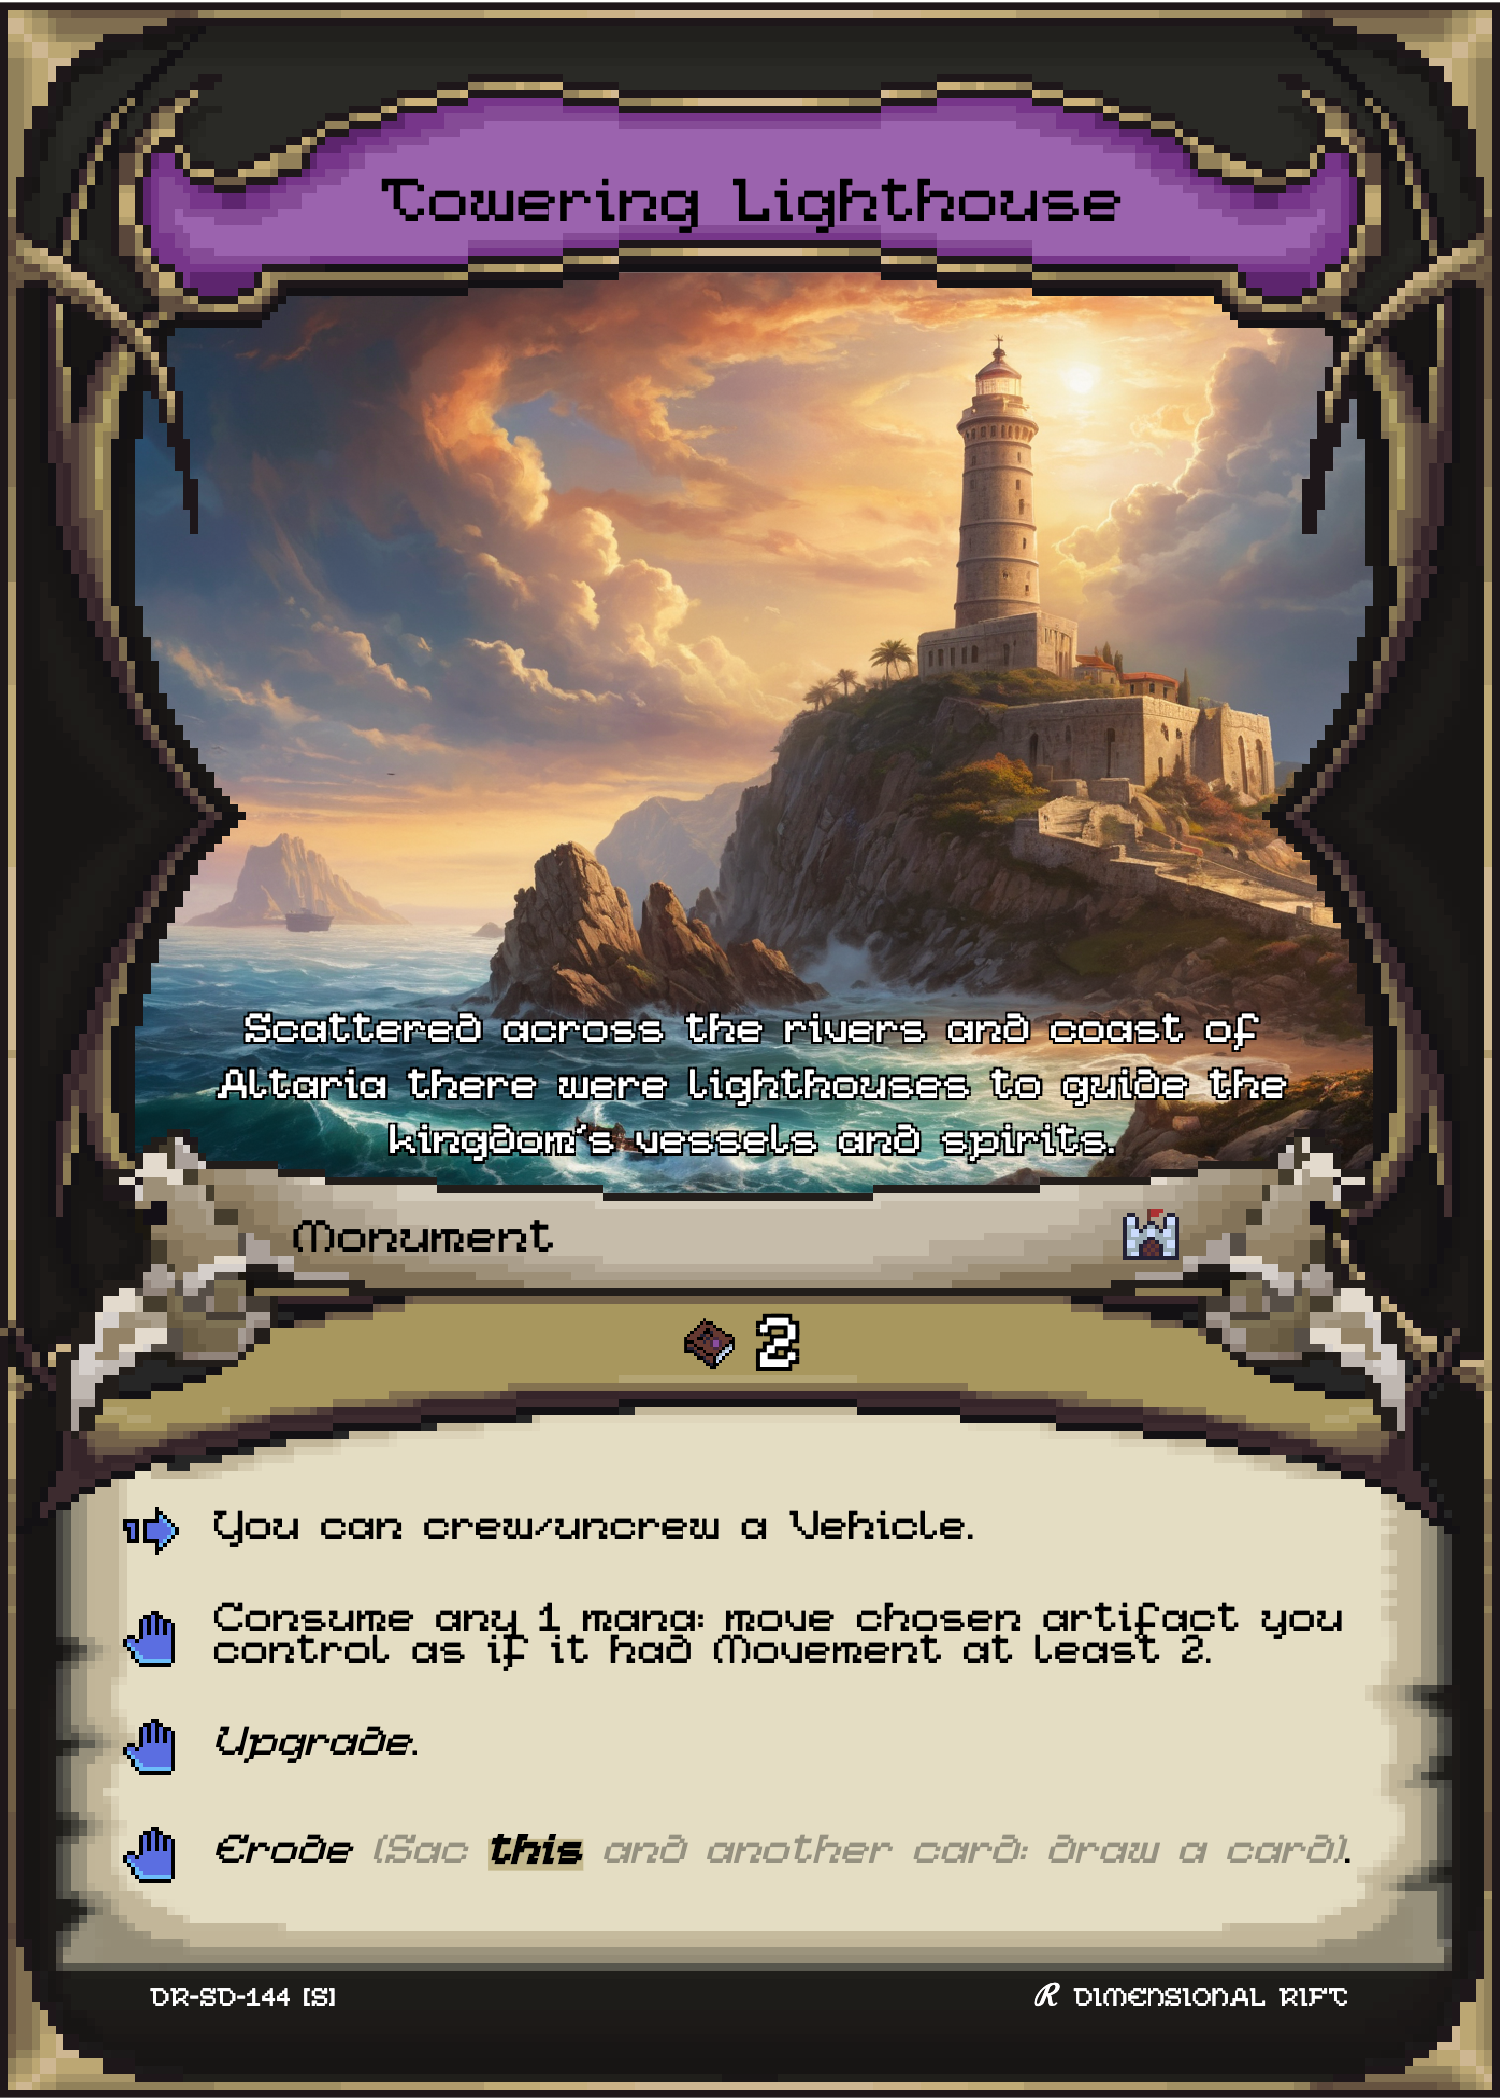 Towering Lighthouse
Scattered across the rivers and coast of
Altaria there were lighthouses to guide the
kingdom's vessels and spirits.
Monument
2
1 You can crew/uncrew a Vehicle.
Consume any 1 mana: move chosen artifact you
control as if it had Movement at least 2.
Upgrade.
Erode (Sac this and another card: draw a card).
DR-SD-144 [S]
R DIMENSIONAL RIFT